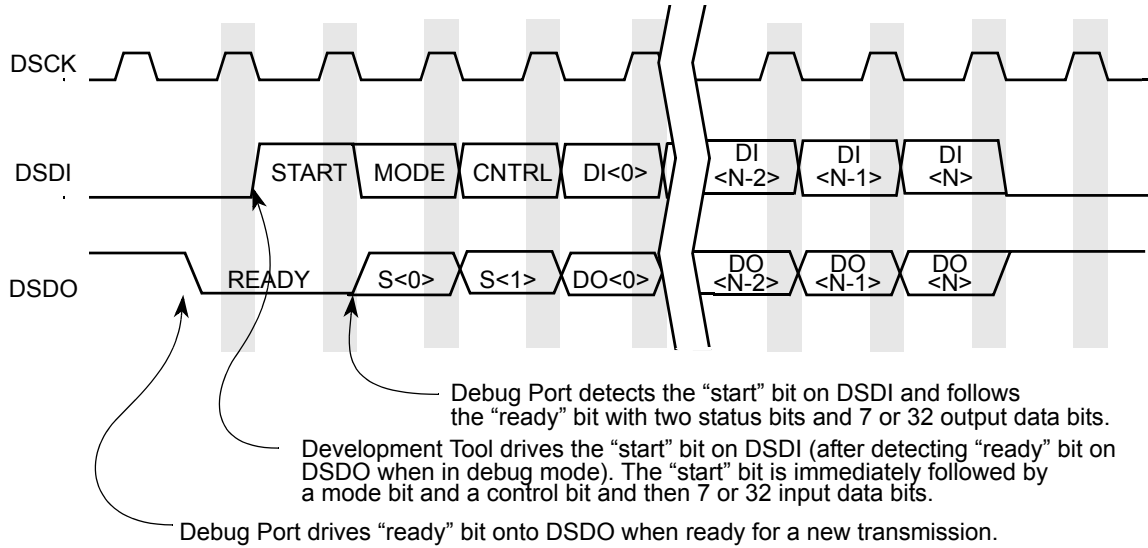 DSCK
DSDI
START
MODE
CNTRL
DI<0>
DI
<N-2>
DI
<N-1>
DI
<N>
DSDO
READY
S<0>
S<1>
DO<0>
DO
<N-2>
DO
<N-1>
DO
<N>
Debug Port detects the “start” bit on DSDI and follows
the “ready” bit with two status bits and 7 or 32 output data bits.
Development Tool drives the “start” bit on DSDI (after detecting “ready” bit on
DSDO when in debug mode). The “start” bit is immediately followed by
a mode bit and a control bit and then 7 or 32 input data bits.
Debug Port drives “ready” bit onto DSDO when ready for a new transmission.